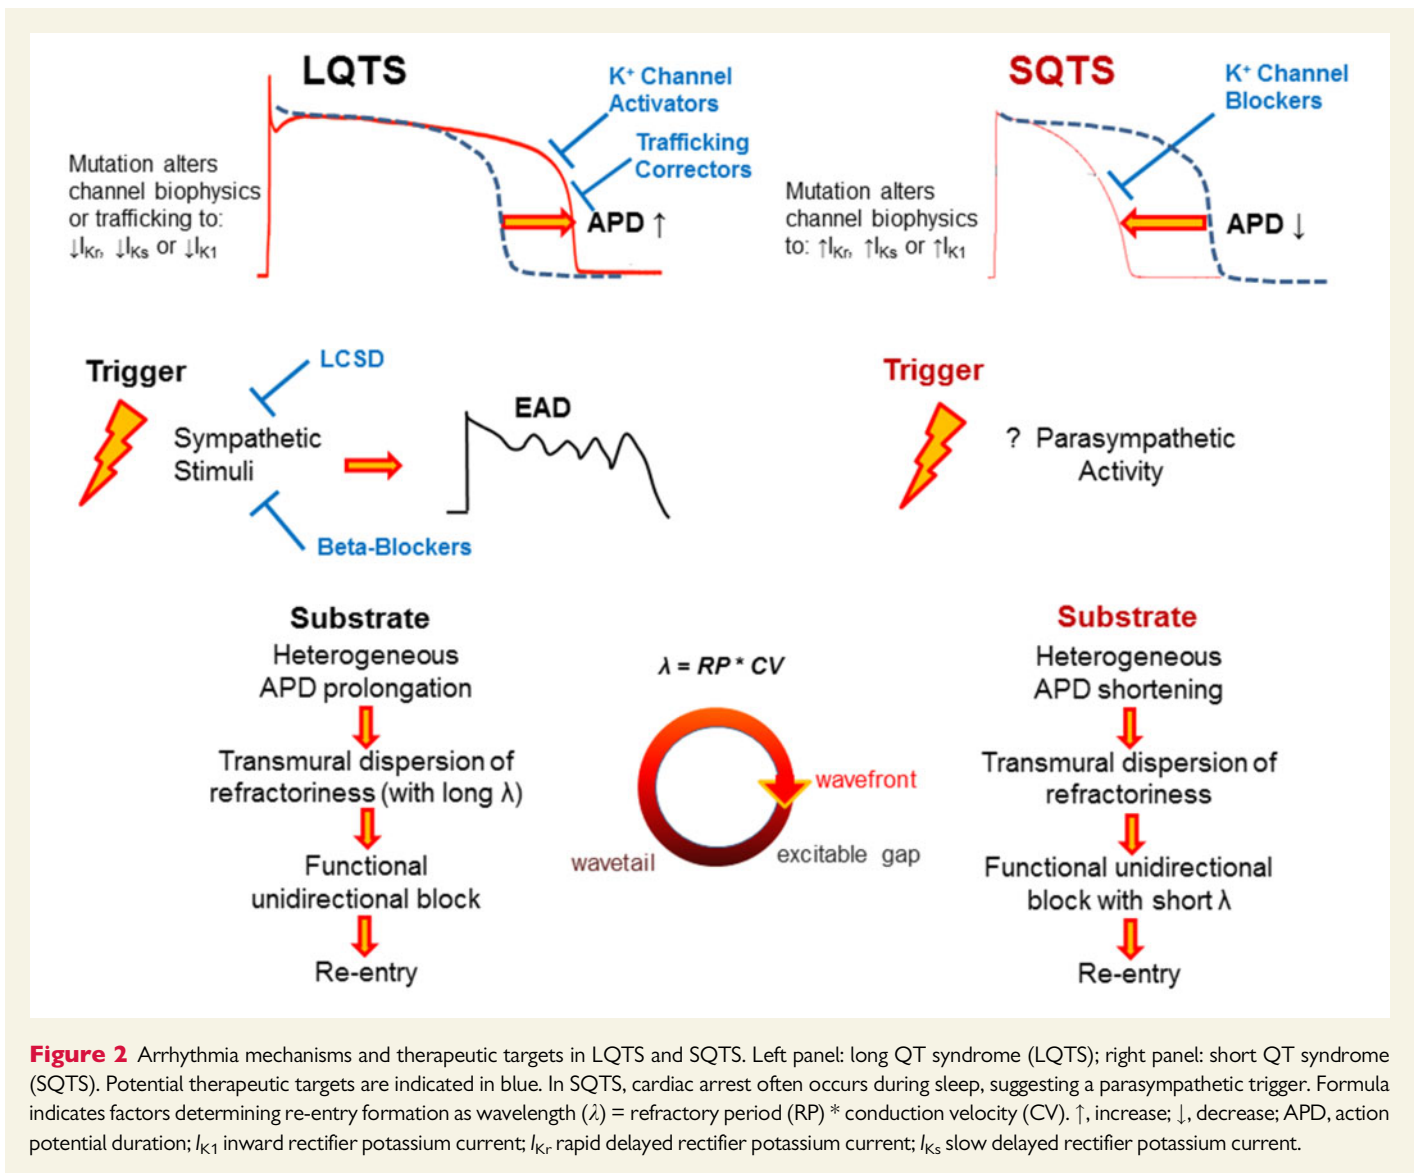 LQTS
K⁺ Channel
Activators
Trafficking
Correctors
Mutation alters
channel biophysics
or trafficking to:
↓IKr, ↓IKs or ↓IK1
APD ↑
SQTS
K⁺ Channel
Blockers
Mutation alters
channel biophysics
to: ↑IKr, ↑IKs or ↑IK1
APD ↓
Trigger
LCSD
Sympathetic
Stimuli
Beta-Blockers
EAD
Trigger
? Parasympathetic
Activity
Substrate
Heterogeneous
APD prolongation
Transmural dispersion of
refractoriness (with long λ)
Functional
unidirectional block
Re-entry
λ = RP * CV
wavefront
excitable gap
wavetail
Substrate
Heterogeneous
APD shortening
Transmural dispersion of
refractoriness
Functional unidirectional
block with short λ
Re-entry
Figure 2 Arrhythmia mechanisms and therapeutic targets in LQTS and SQTS. Left panel: long QT syndrome (LQTS); right panel: short QT syndrome
(SQTS). Potential therapeutic targets are indicated in blue. In SQTS, cardiac arrest often occurs during sleep, suggesting a parasympathetic trigger. Formula
indicates factors determining re-entry formation as wavelength (λ) = refractory period (RP) * conduction velocity (CV). ↑, increase; ↓, decrease; APD, action
potential duration; IK1 inward rectifier potassium current; IKr rapid delayed rectifier potassium current; IKs slow delayed rectifier potassium current.